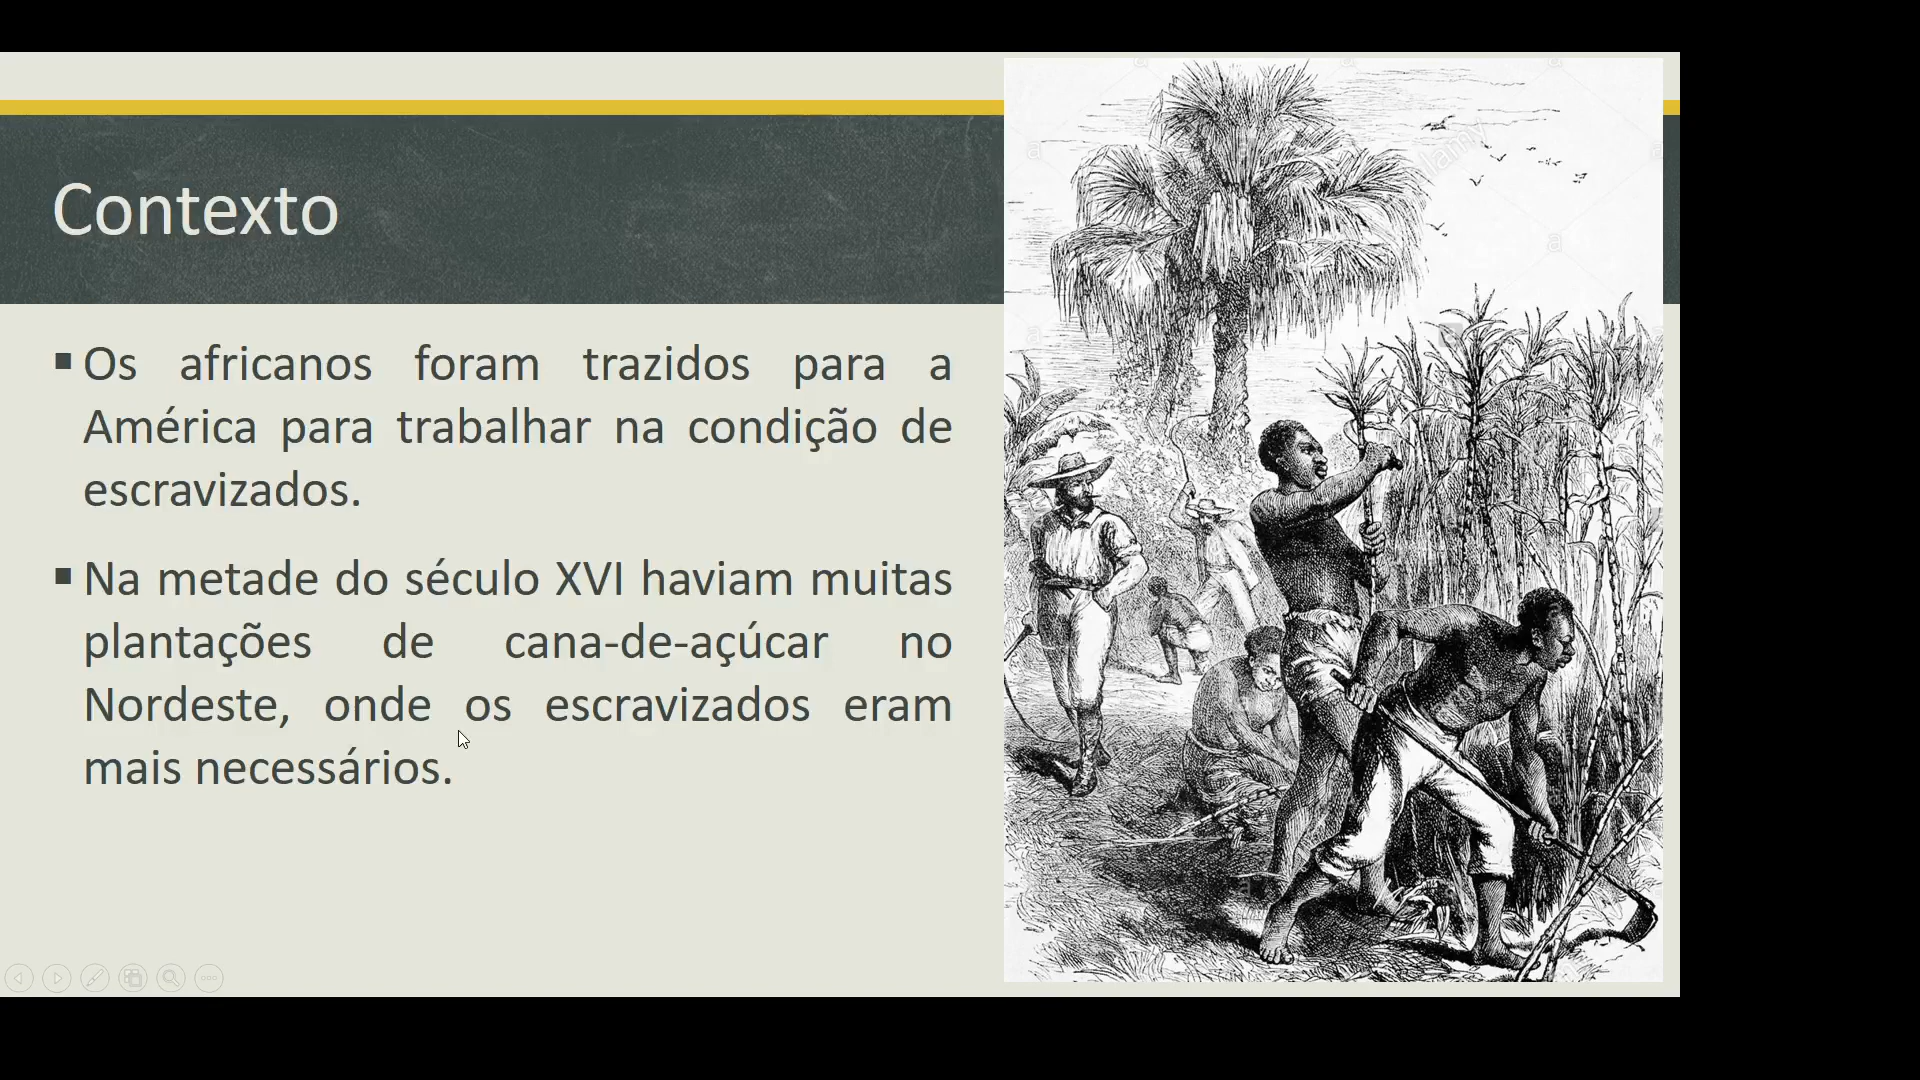 Contexto
Os africanos foram trazidos para a
América para trabalhar na condição de
escravizados.
Na metade do século XVI haviam muitas
plantações de cana-de-açúcar no
Nordeste, onde os escravizados eram
mais necessários.